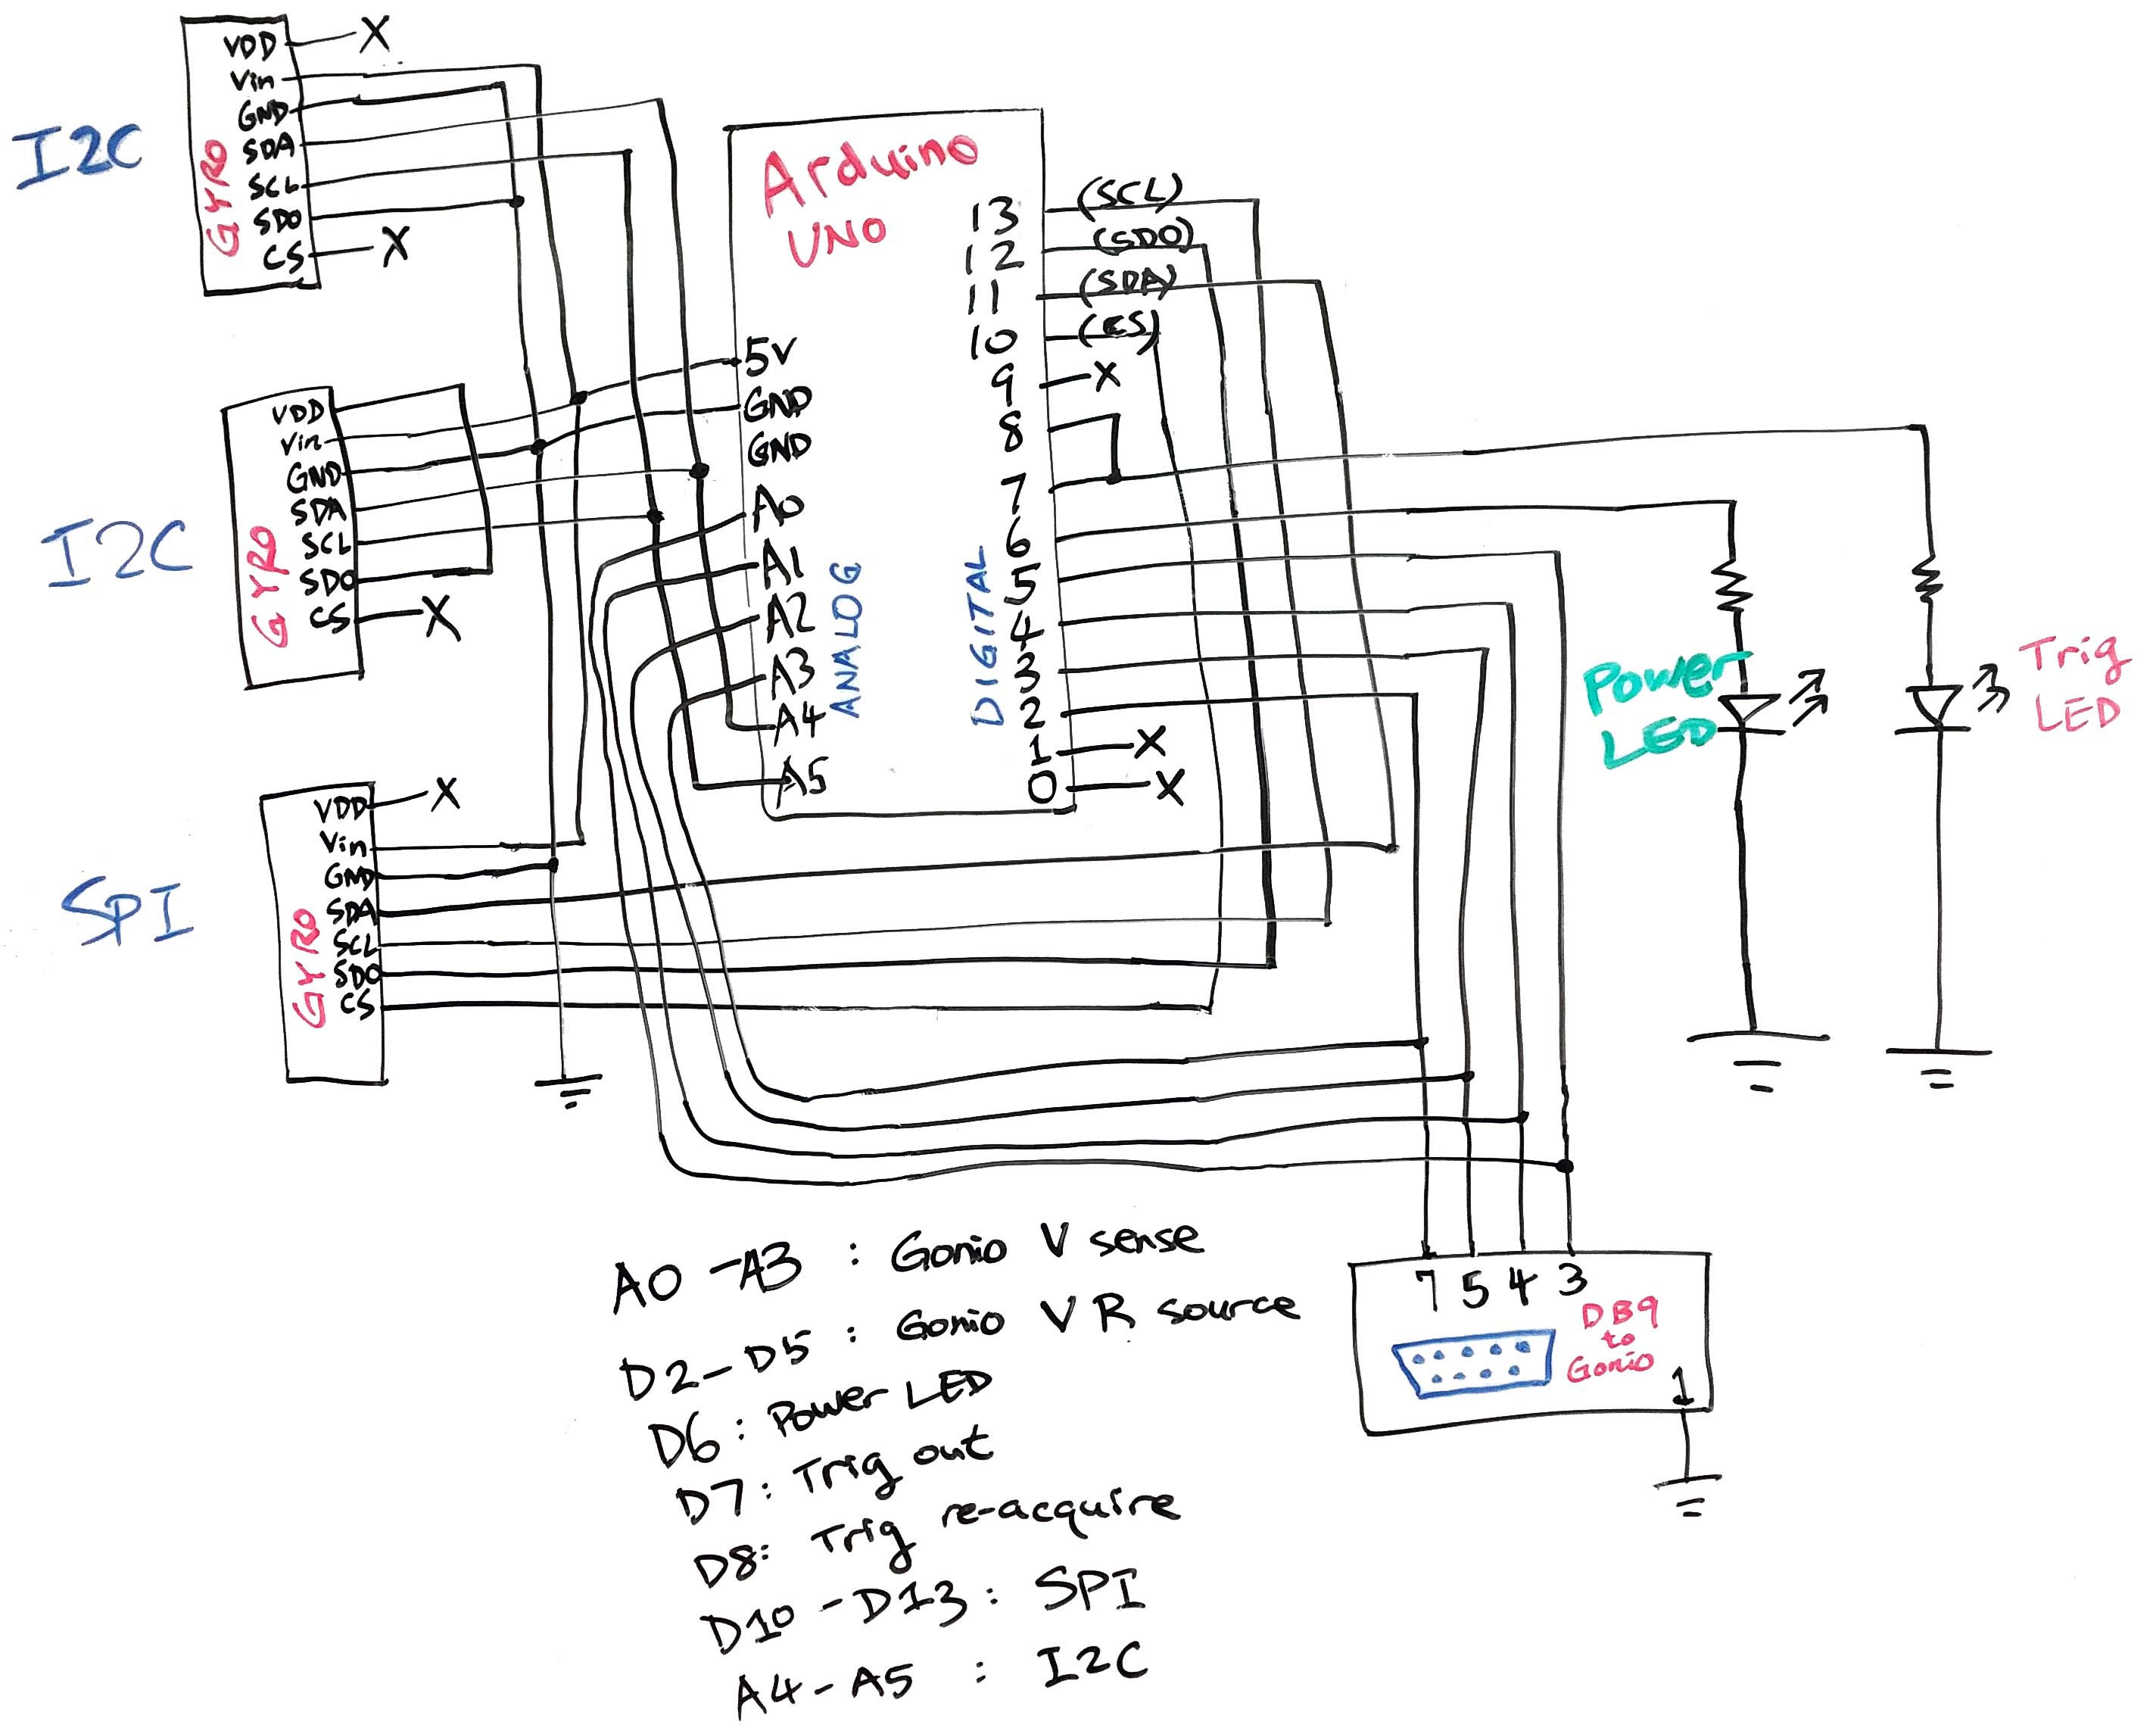 I2C
GYRO
VDD X
Vin
GND
SDA
SCL
SDO
CS X
I2C
GYRO
VDD
Vin
GND
SDA
SCL
SDO
CS X
SPI
GYRO
VDD X
Vin
GND
SDA
SCL
SDO
CS
Arduino
UNO
5V
GND
GND
A0
A1
A2
A3
A4
A5
ANALOG
DIGITAL
13 (SCL)
12 (SDO)
11 (SDA)
10 (CS)
9 X
8
7
6
5
4
3
2
1 X
0 X
Power
LED
Trig
LED
7 5 4 3
DB9
to
Gonio
1
A0-A3 : Gonio V sense
D2-D5 : Gonio VR source
D6 : Power LED
D7 : Trig out
D8: Trig re-acquire
D10-D13 : SPI
A4-A5 : I2C